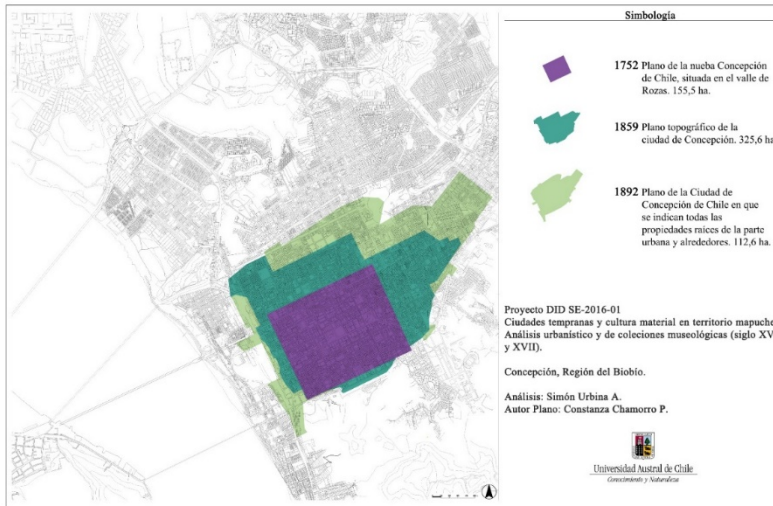 Simbología
1752 Plano de la nueba Concepción
de Chile, situada en el valle de
Rozas. 155,5 ha.
1859 Plano topográfico de la
ciudad de Concepción. 325,6 ha
1892 Plano de la Ciudad de
Concepción de Chile en que
se indican todas las
propiedades raíces de la parte
urbana y alrededores. 112,6 ha.
Proyecto DID SE-2016-01
Ciudades tempranas y cultura material en territorio mapuche
Análisis urbanístico y de coleciones museológicas (siglo XV
y XVII).
Concepción, Región del Biobío.
Análisis: Simón Urbina A.
Autor Plano: Constanza Chamorro P.
Universidad Austral de Chile
Conocimiento y Naturaleza